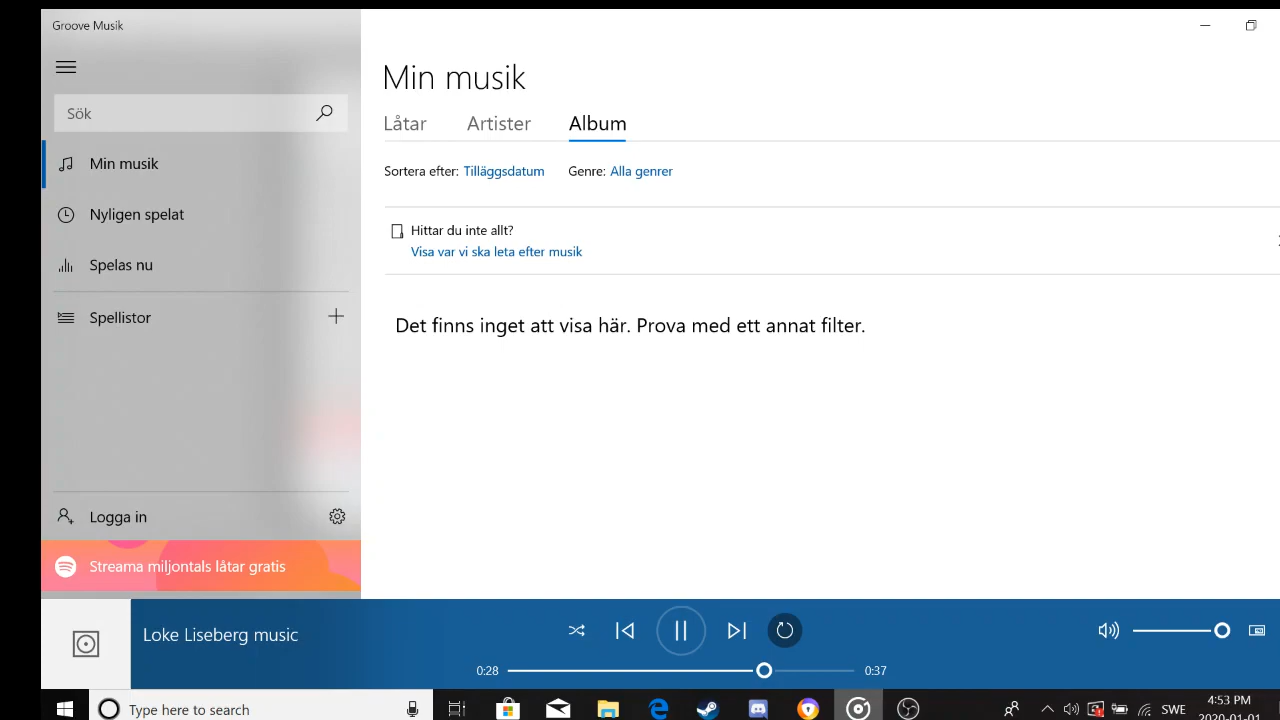 Groove Musik
Sök
Min musik
Nyligen spelat
Spelas nu
Spellistor
Logga in
Streama miljontals låtar gratis
Min musik
Låtar Artister Album
Sortera efter: Tilläggsdatum Genre: Alla genrer
Hittar du inte allt?
Visa var vi ska leta efter musik
Det finns inget att visa här. Prova med ett annat filter.
Loke Liseberg music
0:28 0:37
Type here to search
SWE
4:53 PM
2020-01-01